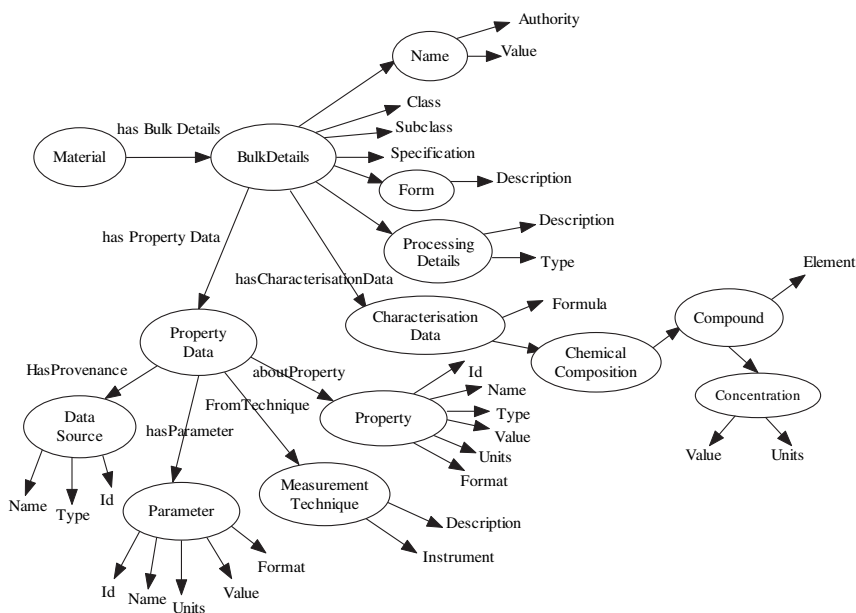 Authority
Name
Value
Class
has Bulk Details
Subclass
Material
BulkDetails
Specification
Form
Description
Description
has Property Data
Processing
Details
Type
Element
hasCharacterisationData
Formula
Characterisation
Data
Compound
Property
Data
Chemical
Composition
HasProvenance
aboutProperty
Id
Name
Concentration
FromTechnique
Data
Source
hasParameter
Property
Type
Value
Units
Value
Units
Format
Name
Type
Id
Measurement
Technique
Parameter
Description
Instrument
Format
Id
Name
Units
Value